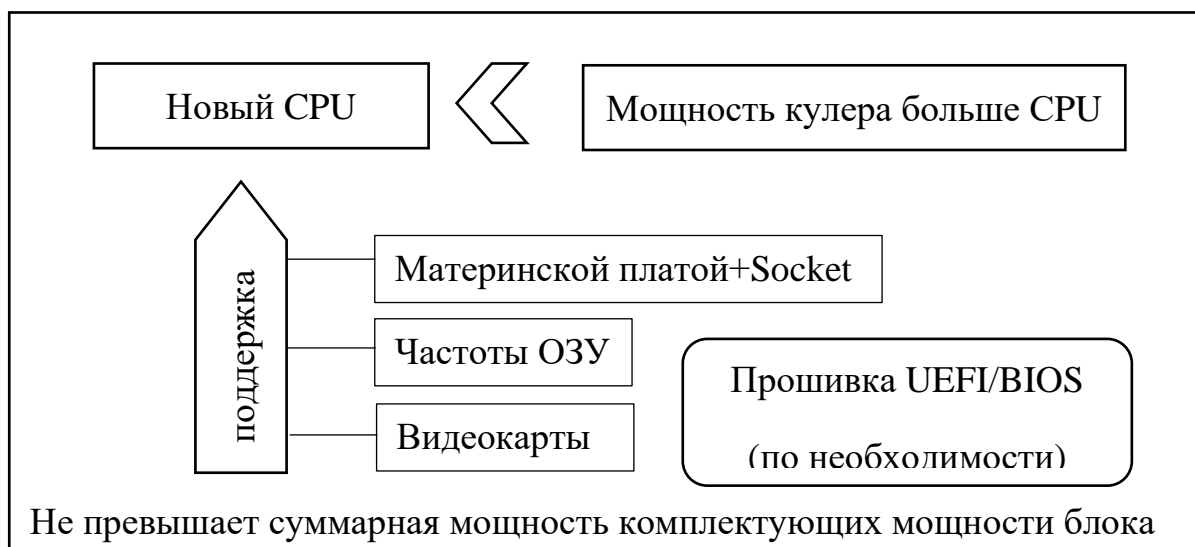 Новый CPU
Мощность кулера больше CPU
поддержка
Материнской платой+Socket
Частоты ОЗУ
Видеокарты
Прошивка UEFI/BIOS
(по необходимости)
Не превышает суммарная мощность комплектующих мощности блока